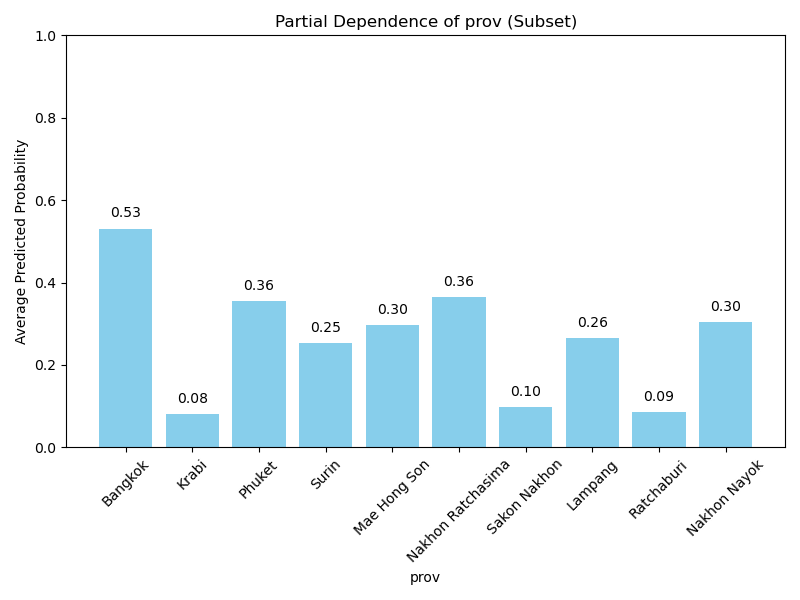 Partial Dependence of prov (Subset)
Average Predicted Probability
1.0
0.8
0.6
0.4
0.2
0.0
0.53
0.08
0.36
0.25
0.30
0.36
0.10
0.26
0.09
0.30
Bangkok
Krabi
Phuket
Surin
Mae Hong Son
Nakhon Ratchasima
Sakon Nakhon
Lampang
Ratchaburi
Nakhon Nayok
prov